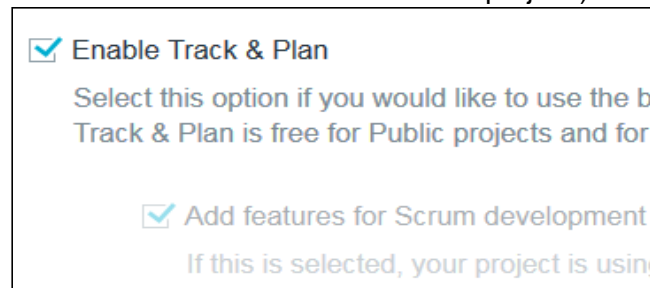 Enable Track & Plan
Select this option if you would like to use the
Track & Plan is free for Public projects and for
Add features for Scrum development
If this is selected, your project is using